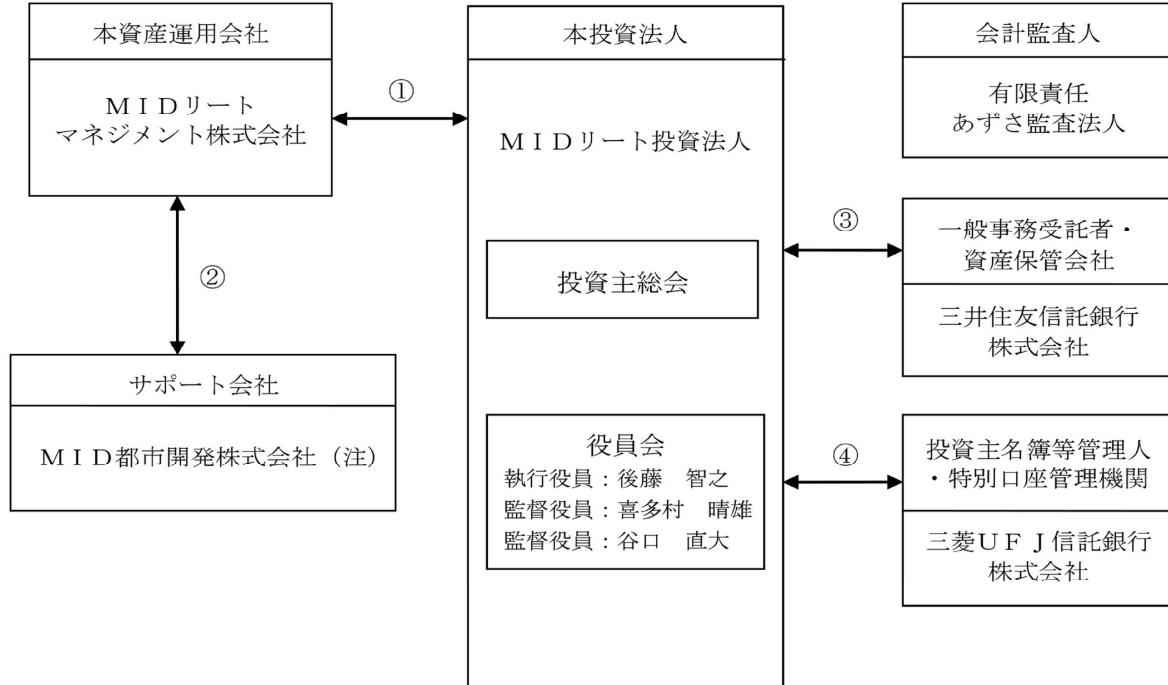 本資産運用会社
ＭＩＤリート
マネジメント株式会社
①
②
サポート会社
ＭＩＤ都市開発株式会社（注）
本投資法人
ＭＩＤリート投資法人
投資主総会
役員会
執行役員：後藤　智之
監督役員：喜多村　晴雄
監督役員：谷口　直大
会計監査人
有限責任
あずさ監査法人
③
一般事務受託者・
資産保管会社
三井住友信託銀行
株式会社
④
投資主名簿等管理人
・特別口座管理機関
三菱ＵＦＪ信託銀行
株式会社